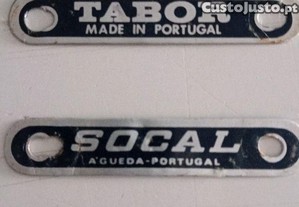 CustoJusto.pt
TABOR
MADE IN PORTUGAL
SOCAL
ÁGUEDA-PORTUGAL